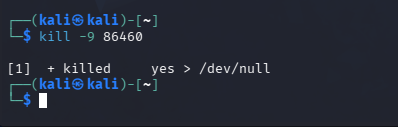 ┌──(kali㉿kali)-[~]
└─$ kill -9 86460
[1]  + killed     yes > /dev/null
┌──(kali㉿kali)-[~]
└─$